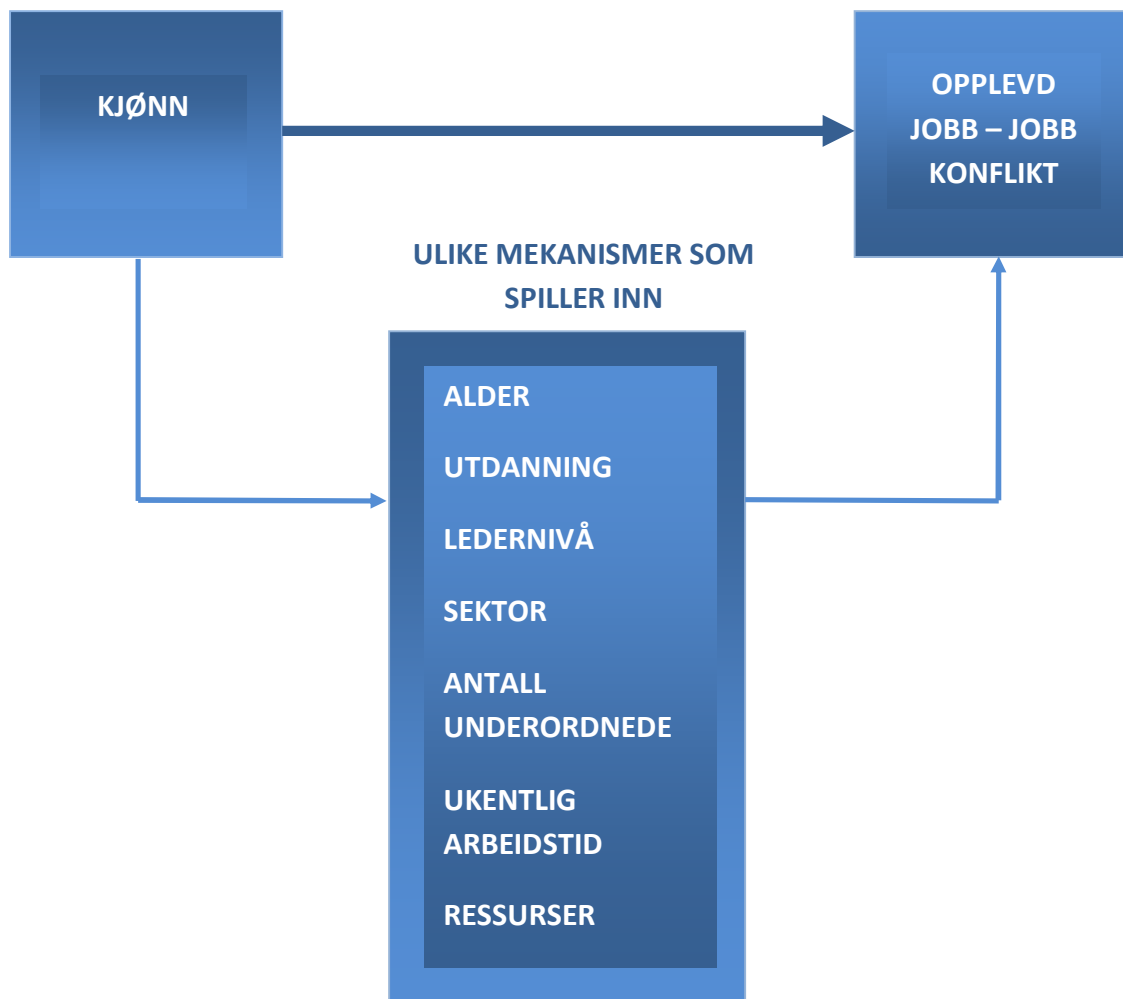 KJØNN
OPPLEVD
JOBB – JOBB
KONFLIKT
ULIKE MEKANISMER SOM
SPILLER INN
ALDER
UTDANNING
LEDERNIVÅ
SEKTOR
ANTALL
UNDERORDNEDE
UKENTLIG
ARBEIDSTID
RESSURSER